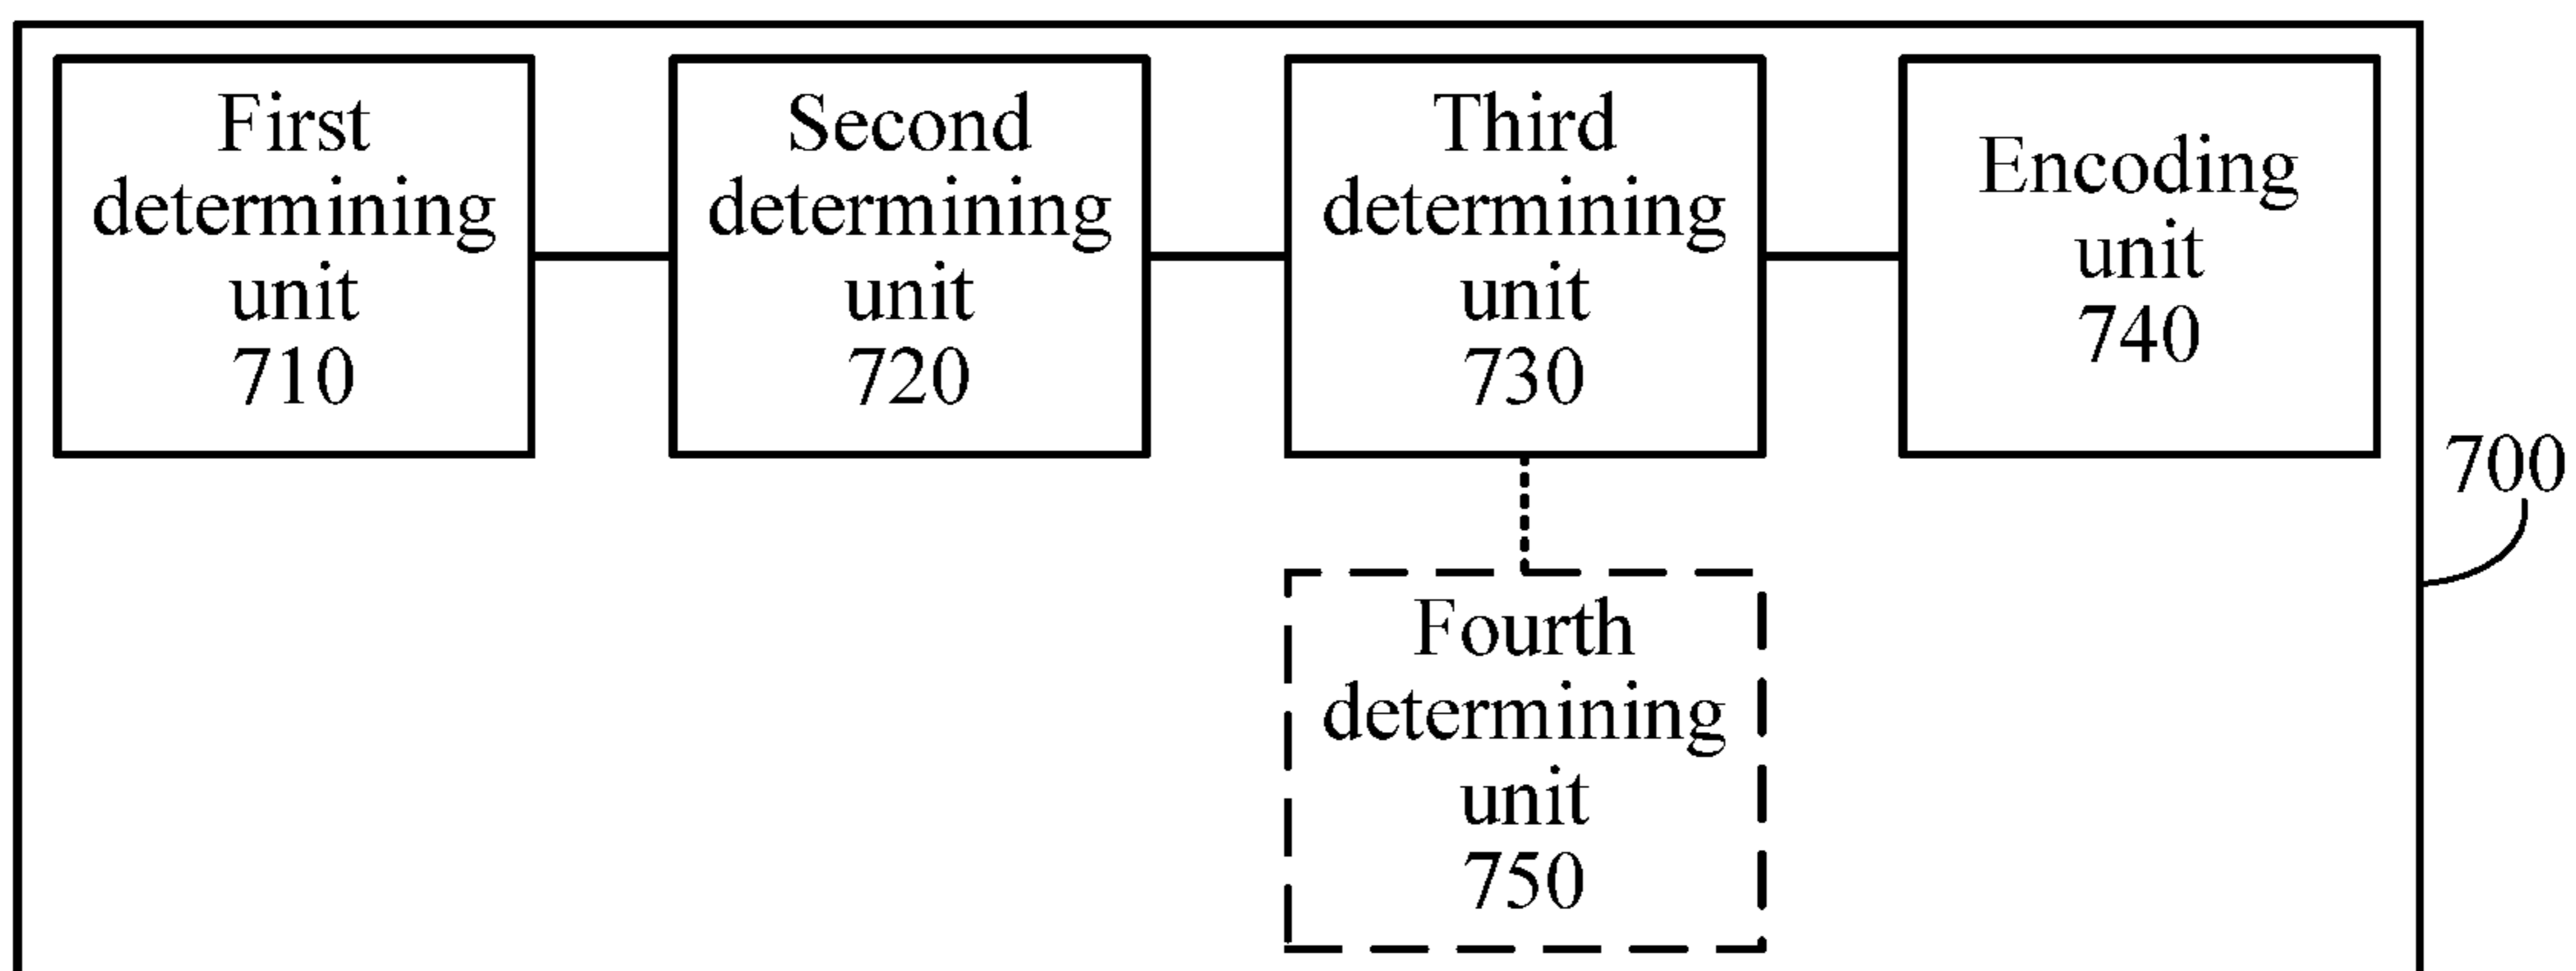 First
determining
unit
710
Second
determining
unit
720
Third
determining
unit
730
Encoding
unit
740
700
Fourth
determining
unit
750